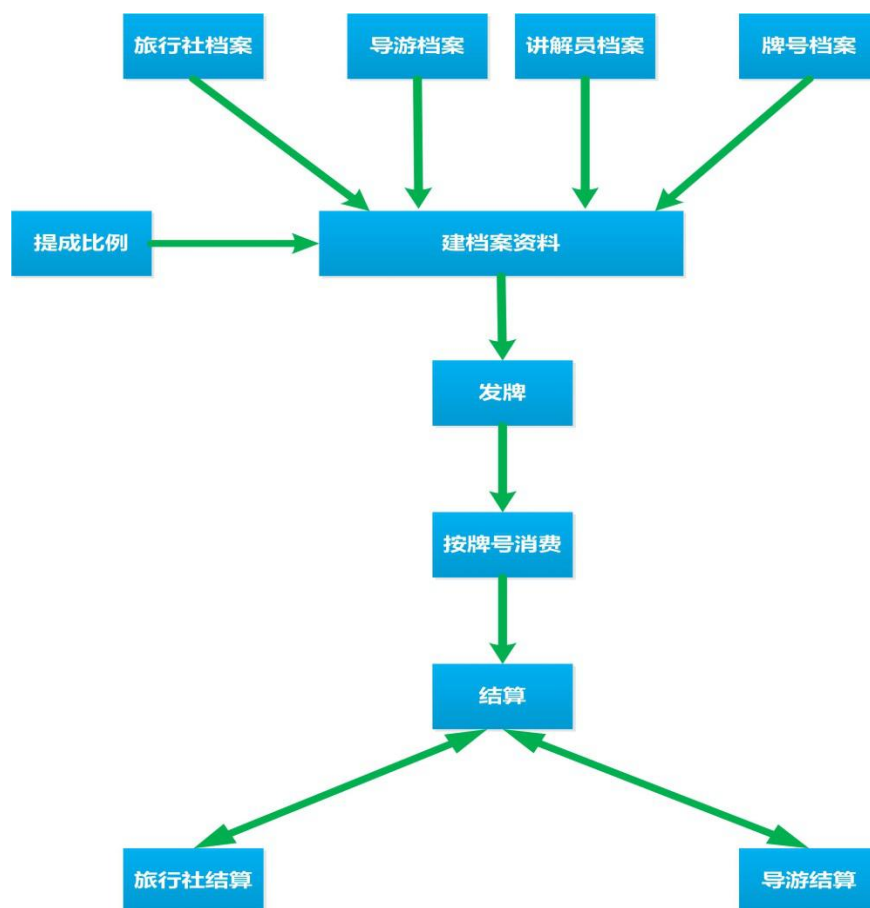 旅行社档案
导游档案
讲解员档案
牌号档案
提成比例
建档案资料
发牌
按牌号消费
结算
旅行社结算
导游结算